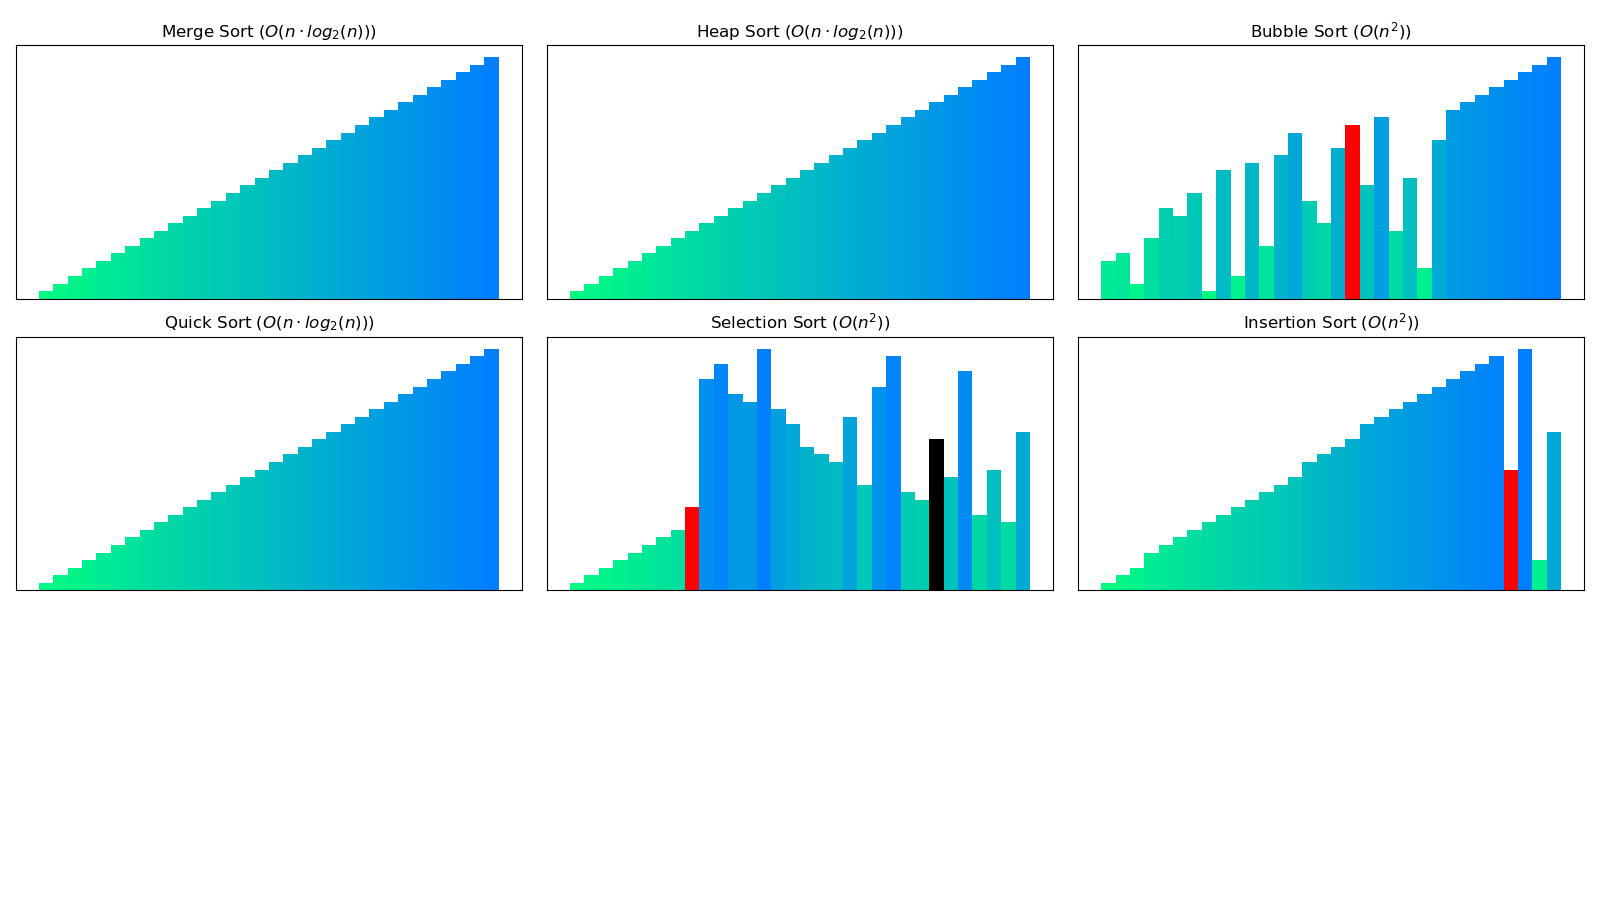 Merge Sort (O(n · log₂(n)))
Heap Sort (O(n · log₂(n)))
Bubble Sort (O(n²))
Quick Sort (O(n · log₂(n)))
Selection Sort (O(n²))
Insertion Sort (O(n²))